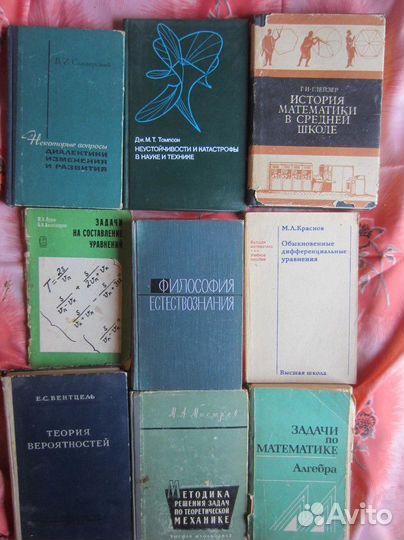 Некоторые вопросы
ДИАЛЕКТИКИ
ИЗМЕНЕНИЯ
И РАЗВИТИЯ
Дж. М. Т. Томпсон
НЕУСТОЙЧИВОСТИ И КАТАСТРОФЫ
В НАУКЕ И ТЕХНИКЕ
Г. И. ГЛЕЙЗЕР
ИСТОРИЯ
МАТЕМАТИКИ
В СРЕДНЕЙ
ШКОЛЕ
ЗАДАЧИ
НА СОСТАВЛЕНИЕ
УРАВНЕНИЙ
ФИЛОСОФИЯ
ЕСТЕСТВОЗНАНИЯ
М.Л.Краснов
Обыкновенные
дифференциальные
уравнения
Высшая школа
Е.С. ВЕНТЦЕЛЬ
ТЕОРИЯ
ВЕРОЯТНОСТЕЙ
МЕТОДИКА
РЕШЕНИЯ ЗАДАЧ
ПО ТЕОРЕТИЧЕСКОЙ
МЕХАНИКЕ
ЗАДАЧИ
ПО
МАТЕМАТИКЕ
Алгебра
Avito